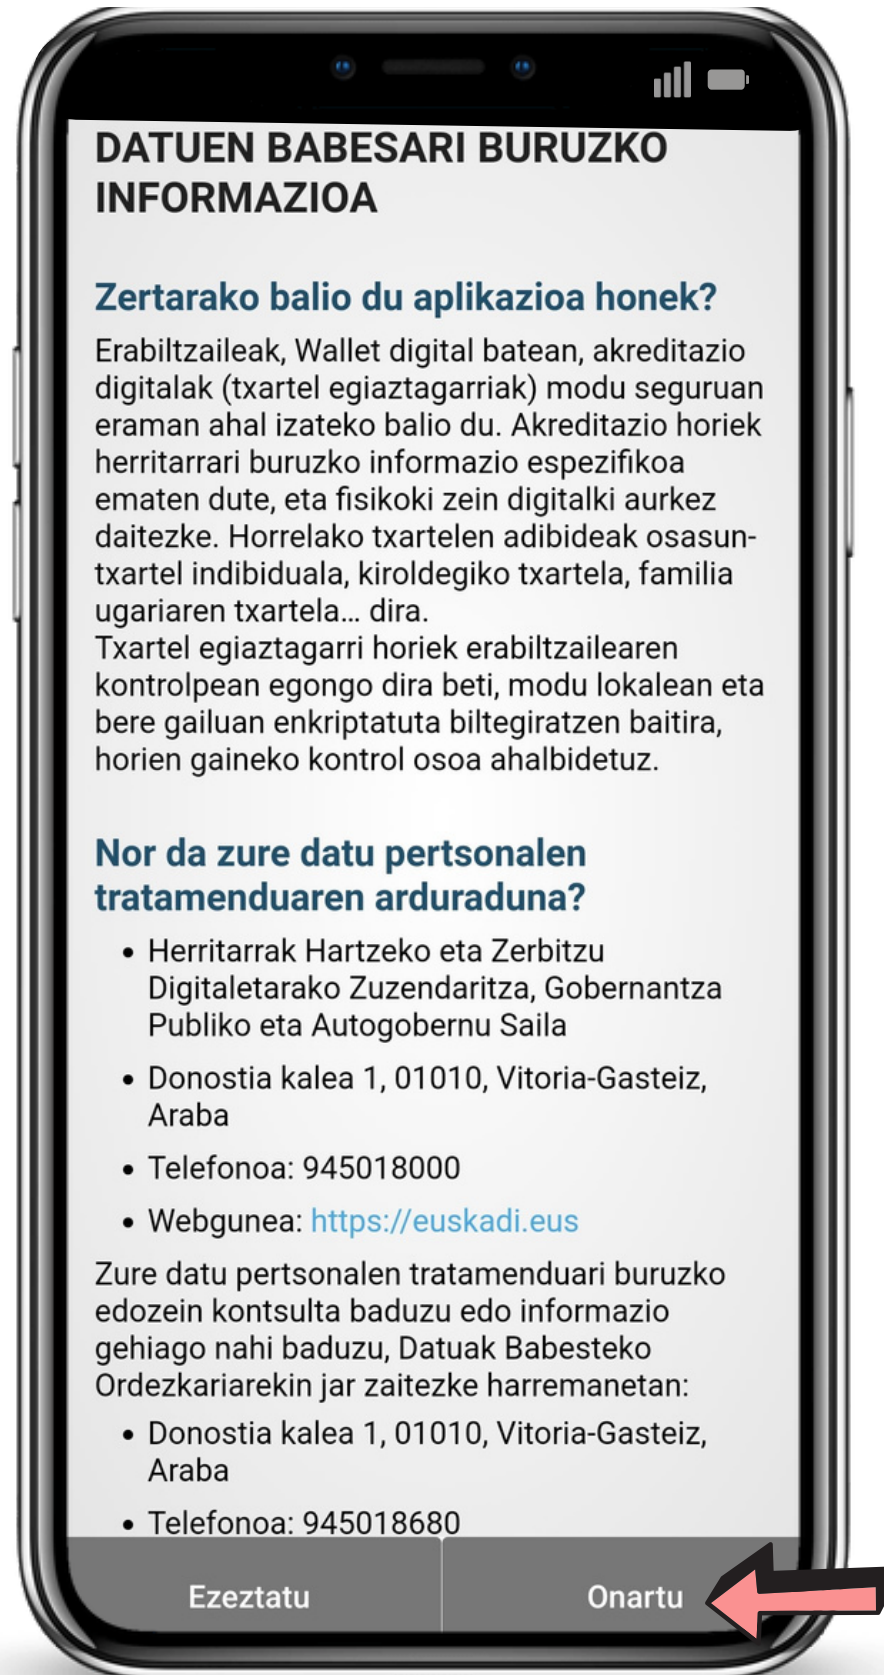 DATUEN BABESARI BURUZKO
INFORMAZIOA
Zertarako balio du aplikazioa honek?
Erabiltzaileak, Wallet digital batean, akreditazio
digitalak (txartel egiaztagarriak) modu seguruan
eraman ahal izateko balio du. Akreditazio horiek
herritarrari buruzko informazio espezifikoa
ematen dute, eta fisikoki zein digitalki aurkez
daitezke. Horrelako txartelen adibideak osasun-
txartel indibiduala, kiroldegiko txartela, familia
ugariaren txartela... dira.
Txartel egiaztagarri horiek erabiltzailearen
kontrolpean egongo dira beti, modu lokalean eta
bere gailuan enkriptatuta biltegiratzen baitira,
horien gaineko kontrol osoa ahalbidetuz.
Nor da zure datu pertsonalen
tratamenduaren arduraduna?
• Herritarrak Hartzeko eta Zerbitzu
Digitaletarako Zuzendaritza, Gobernantza
Publiko eta Autogobernu Saila
• Donostia kalea 1, 01010, Vitoria-Gasteiz,
Araba
• Telefonoa: 945018000
• Webgunea: https://euskadi.eus
Zure datu pertsonalen tratamenduari buruzko
edozein kontsulta baduzu edo informazio
gehiago nahi baduzu, Datuak Babesteko
Ordezkariarekin jar zaitezke harremanetan:
• Donostia kalea 1, 01010, Vitoria-Gasteiz,
Araba
• Telefonoa: 945018680
Ezeztatu
Onartu